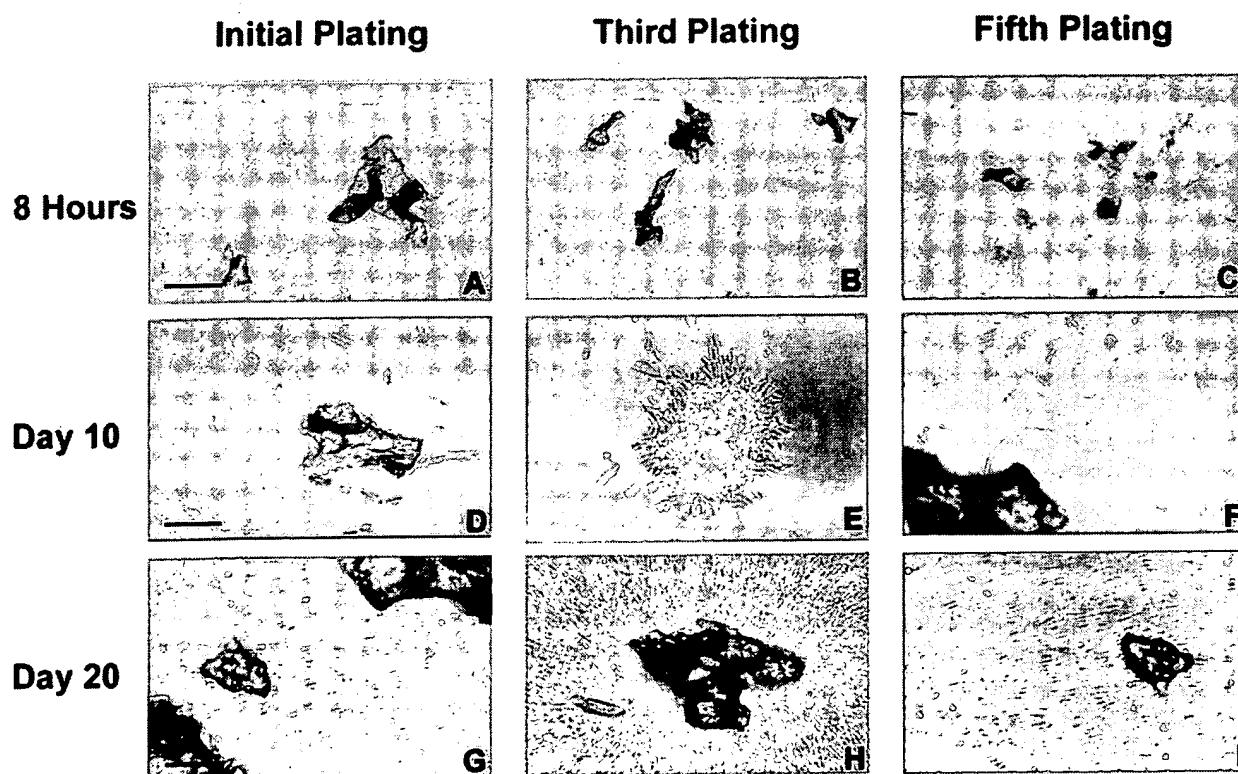 Initial Plating Third Plating Fifth Plating
8 Hours
A B C
Day 10
D E F
Day 20
G H I